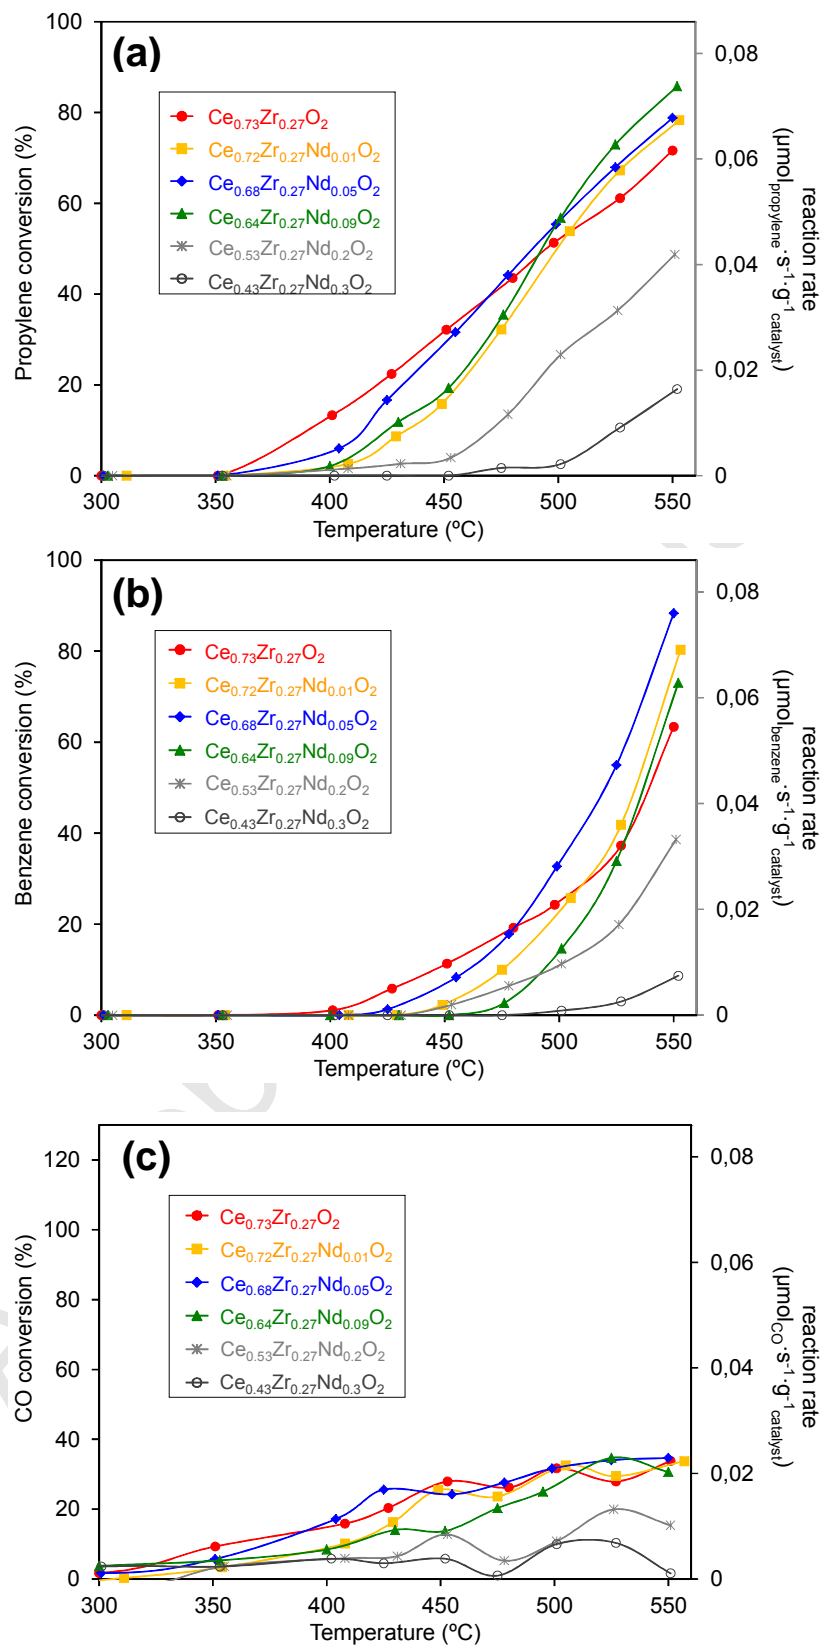 (a)
100
80
60
40
20
0
Propylene conversion (%)
Ce0.73Zr0.27O2
Ce0.72Zr0.27Nd0.01O2
Ce0.68Zr0.27Nd0.05O2
Ce0.64Zr0.27Nd0.09O2
Ce0.53Zr0.27Nd0.2O2
Ce0.43Zr0.27Nd0.3O2
0,08
0,06
0,04
0,02
0
reaction rate
(µmolpropylene·s-1·g-1catalyst)
300 350 400 450 500 550
Temperature (ºC)
(b)
100
80
60
40
20
0
Benzene conversion (%)
Ce0.73Zr0.27O2
Ce0.72Zr0.27Nd0.01O2
Ce0.68Zr0.27Nd0.05O2
Ce0.64Zr0.27Nd0.09O2
Ce0.53Zr0.27Nd0.2O2
Ce0.43Zr0.27Nd0.3O2
0,08
0,06
0,04
0,02
0
reaction rate
(µmolbenzene·s-1·g-1catalyst)
300 350 400 450 500 550
Temperature (ºC)
(c)
120
100
80
60
40
20
0
CO conversion (%)
Ce0.73Zr0.27O2
Ce0.72Zr0.27Nd0.01O2
Ce0.68Zr0.27Nd0.05O2
Ce0.64Zr0.27Nd0.09O2
Ce0.53Zr0.27Nd0.2O2
Ce0.43Zr0.27Nd0.3O2
0,08
0,06
0,04
0,02
0
reaction rate
(µmolCO·s-1·g-1catalyst)
300 350 400 450 500 550
Temperature (ºC)